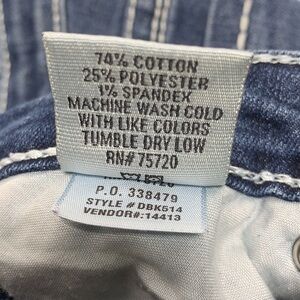 74% COTTON
25% POLYESTER
1% SPANDEX
MACHINE WASH COLD
WITH LIKE COLORS
TUMBLE DRY LOW
RN# 75720
P.O. 338479
STYLE # DBK514
VENDOR#:14413